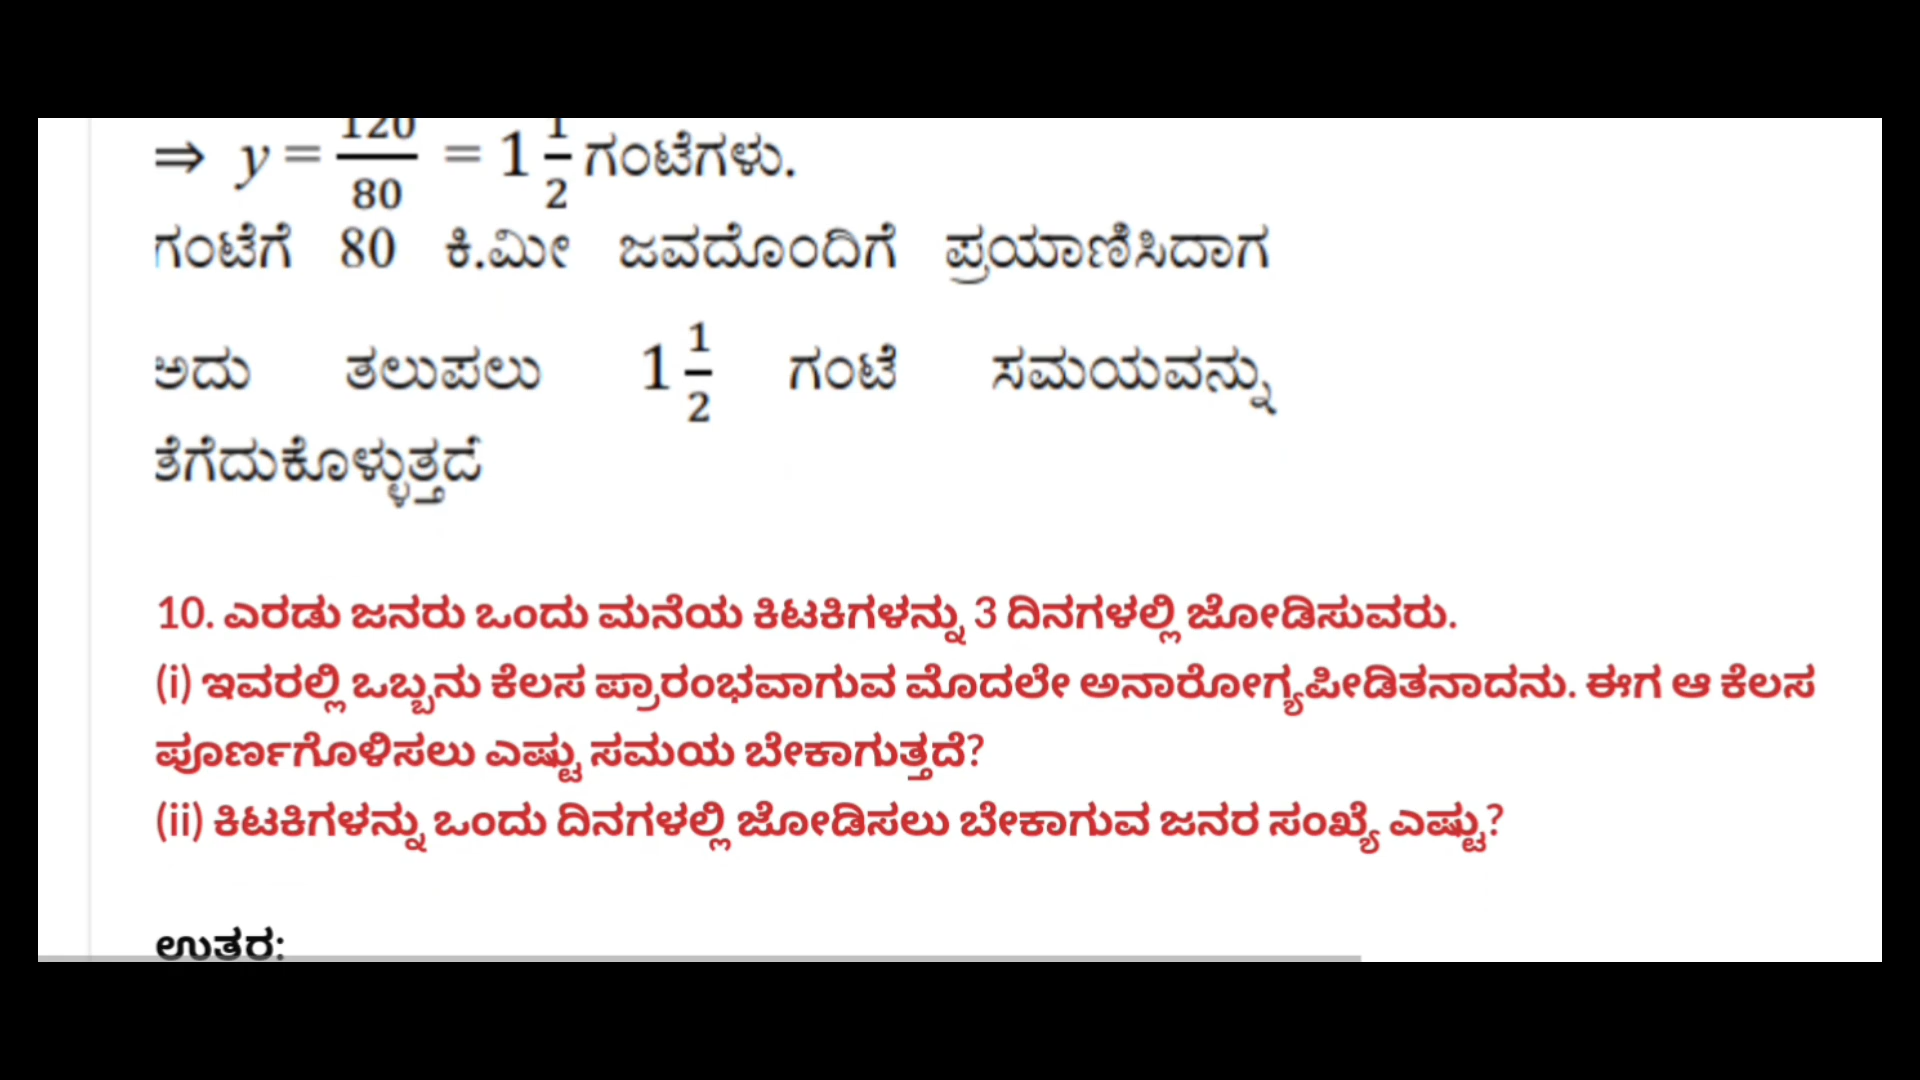 ⇒ y = 120/80 = 1 1/2 ಗಂಟೆಗಳು.
ಗಂಟೆಗೆ 80 ಕಿ.ಮೀ ಜವದೊಂದಿಗೆ ಪ್ರಯಾಣಿಸಿದಾಗ
ಅದು ತಲುಪಲು 1 1/2 ಗಂಟೆ ಸಮಯವನ್ನು
ತೆಗೆದುಕೊಳ್ಳುತ್ತದೆ
10. ಎರಡು ಜನರು ಒಂದು ಮನೆಯ ಕಿಟಕಿಗಳನ್ನು 3 ದಿನಗಳಲ್ಲಿ ಜೋಡಿಸುವರು.
(i) ಇವರಲ್ಲಿ ಒಬ್ಬನು ಕೆಲಸ ಪ್ರಾರಂಭವಾಗುವ ಮೊದಲೇ ಅನಾರೋಗ್ಯಪೀಡಿತನಾದನು. ಈಗ ಆ ಕೆಲಸ
ಪೂರ್ಣಗೊಳಿಸಲು ಎಷ್ಟು ಸಮಯ ಬೇಕಾಗುತ್ತದೆ?
(ii) ಕಿಟಕಿಗಳನ್ನು ಒಂದು ದಿನಗಳಲ್ಲಿ ಜೋಡಿಸಲು ಬೇಕಾಗುವ ಜನರ ಸಂಖ್ಯೆ ಎಷ್ಟು?
ಉತ್ತರ: